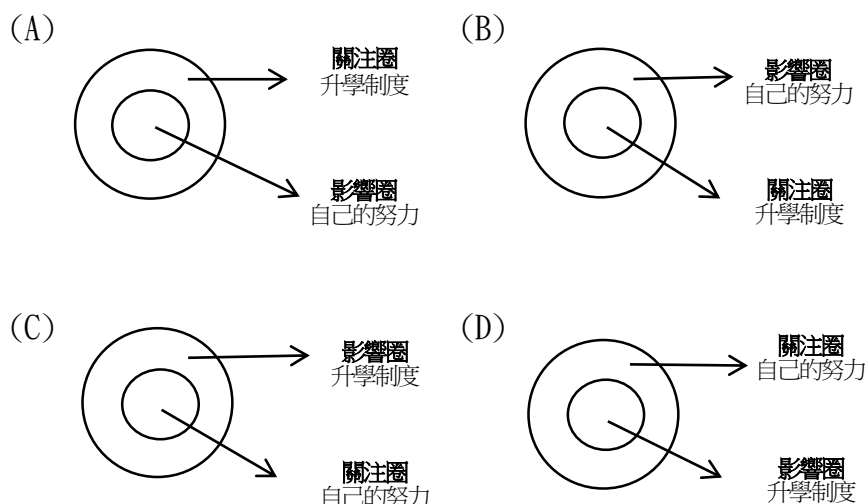 (A)
關注圈
升學制度
影響圈
自己的努力
(B)
影響圈
自己的努力
關注圈
升學制度
(C)
影響圈
升學制度
關注圈
自己的努力
(D)
關注圈
自己的努力
影響圈
升學制度